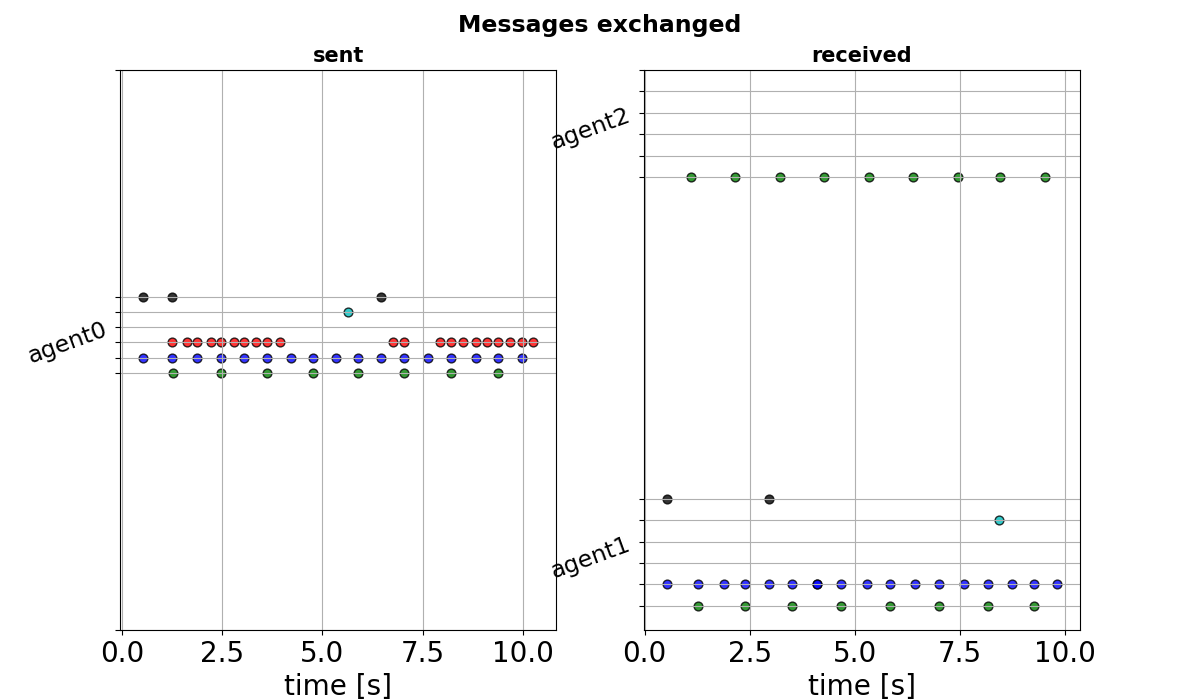 Messages exchanged
sent
received
agent0
agent2
agent1
0.0 2.5 5.0 7.5 10.0
0.0 2.5 5.0 7.5 10.0
time [s]
time [s]